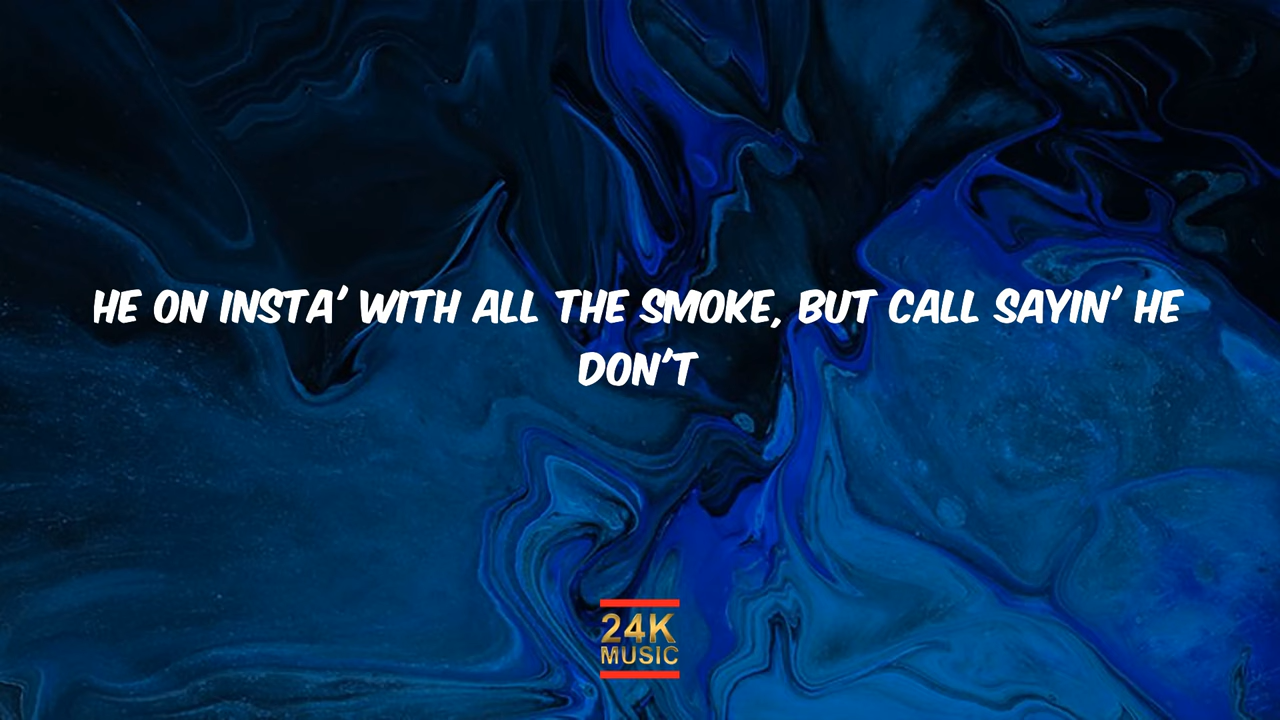 HE ON INSTA' WITH ALL THE SMOKE, BUT CALL SAYIN' HE
DON'T
24K
MUSIC